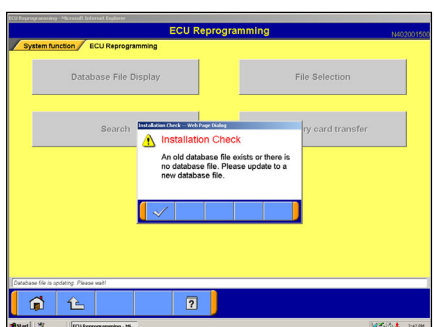 ECU Reprogramming - Microsoft Internet Explorer
ECU Reprogramming
N402001500
System function
ECU Reprogramming
Database File Display
File Selection
Search
ry card transfer
Installation Check -- Web Page Dialog
Installation Check
An old database file exists or there is
no database file. Please update to a
new database file.
Database file is updating. Please wait!
?
Start
ECU Reprogramming - Mi...